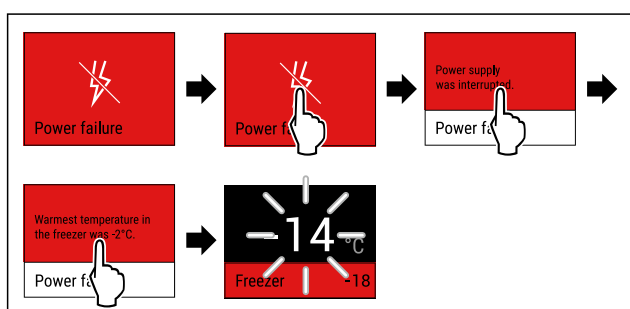 Power failure
Power f
Power supply
was interrupted.
Power fa
Warmest temperature in
the freezer was -2°C.
Power fa
-14
°C
Freezer
-18